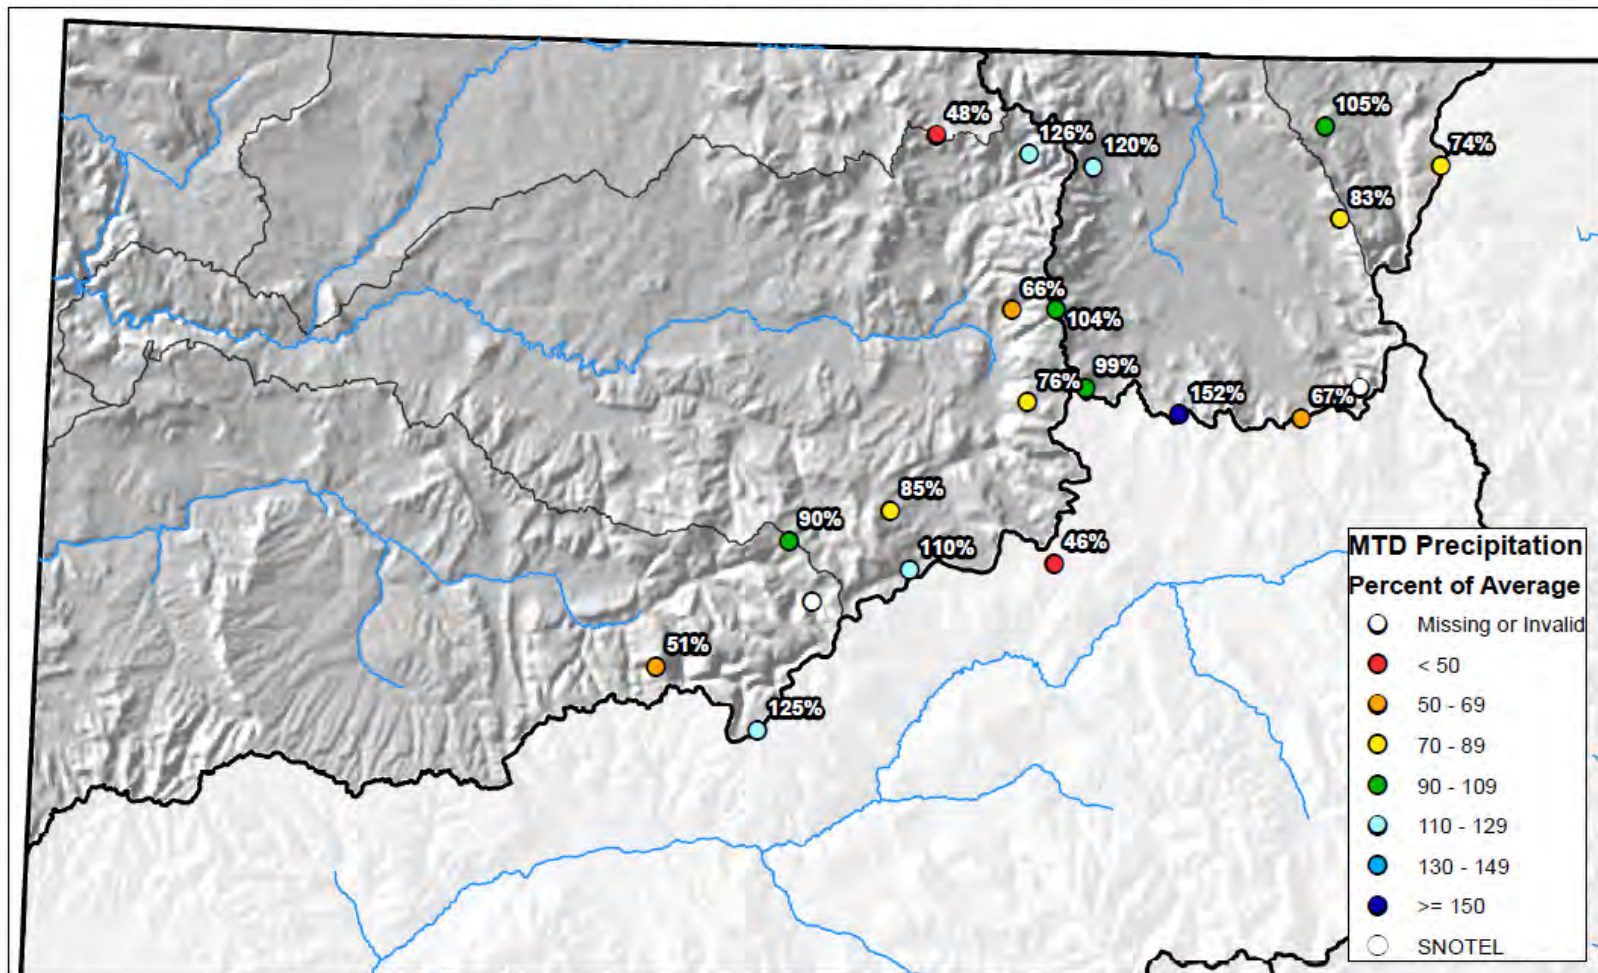 105%
48%
126%
120%
74%
83%
66%
104%
99%
76%
152%
67%
85%
90%
110%
46%
51%
125%
MTD Precipitation
Percent of Average
Missing or Invalid
< 50
50 - 69
70 - 89
90 - 109
110 - 129
130 - 149
>= 150
SNOTEL